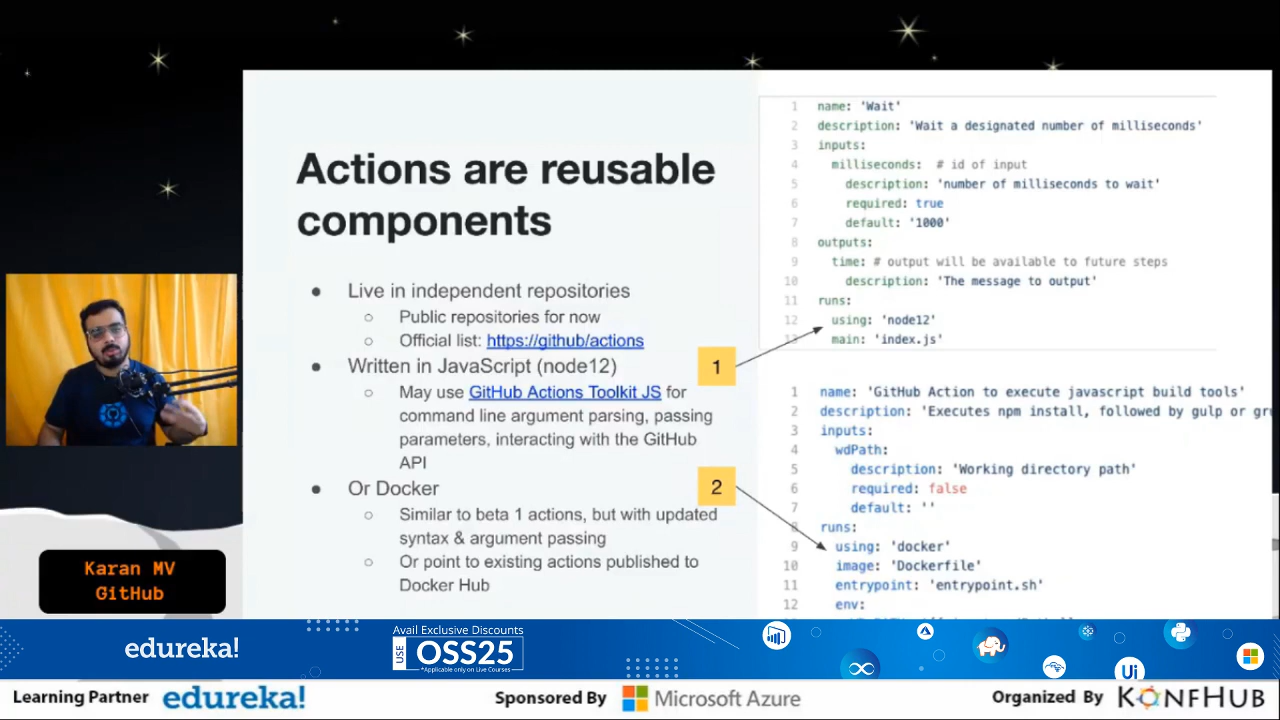 Actions are reusable
components
● Live in independent repositories
○ Public repositories for now
○ Official list: https://github/actions
● Written in JavaScript (node12)
○ May use GitHub Actions Toolkit JS for
command line argument parsing, passing
parameters, interacting with the GitHub
API
● Or Docker
○ Similar to beta 1 actions, but with updated
syntax & argument passing
○ Or point to existing actions published to
Docker Hub
1
2
1 name: 'Wait'
2 description: 'Wait a designated number of milliseconds'
3 inputs:
4 milliseconds: # id of input
5 description: 'number of milliseconds to wait'
6 required: true
7 default: '1000'
8 outputs:
9 time: # output will be available to future steps
10 description: 'The message to output'
11 runs:
12 using: 'node12'
13 main: 'index.js'
1 name: 'GitHub Action to execute javascript build tools'
2 description: 'Executes npm install, followed by gulp or
3 inputs:
4 wdPath:
5 description: 'Working directory path'
6 required: false
7 default: ''
8 runs:
9 using: 'docker'
10 image: 'Dockerfile'
11 entrypoint: 'entrypoint.sh'
12 env:
Karan MV
GitHub
edureka!
Avail Exclusive Discounts
USE OSS25
*Applicable only on Live Courses
Ui
Learning Partner edureka!
Sponsored By Microsoft Azure
Organized By KONFHUB